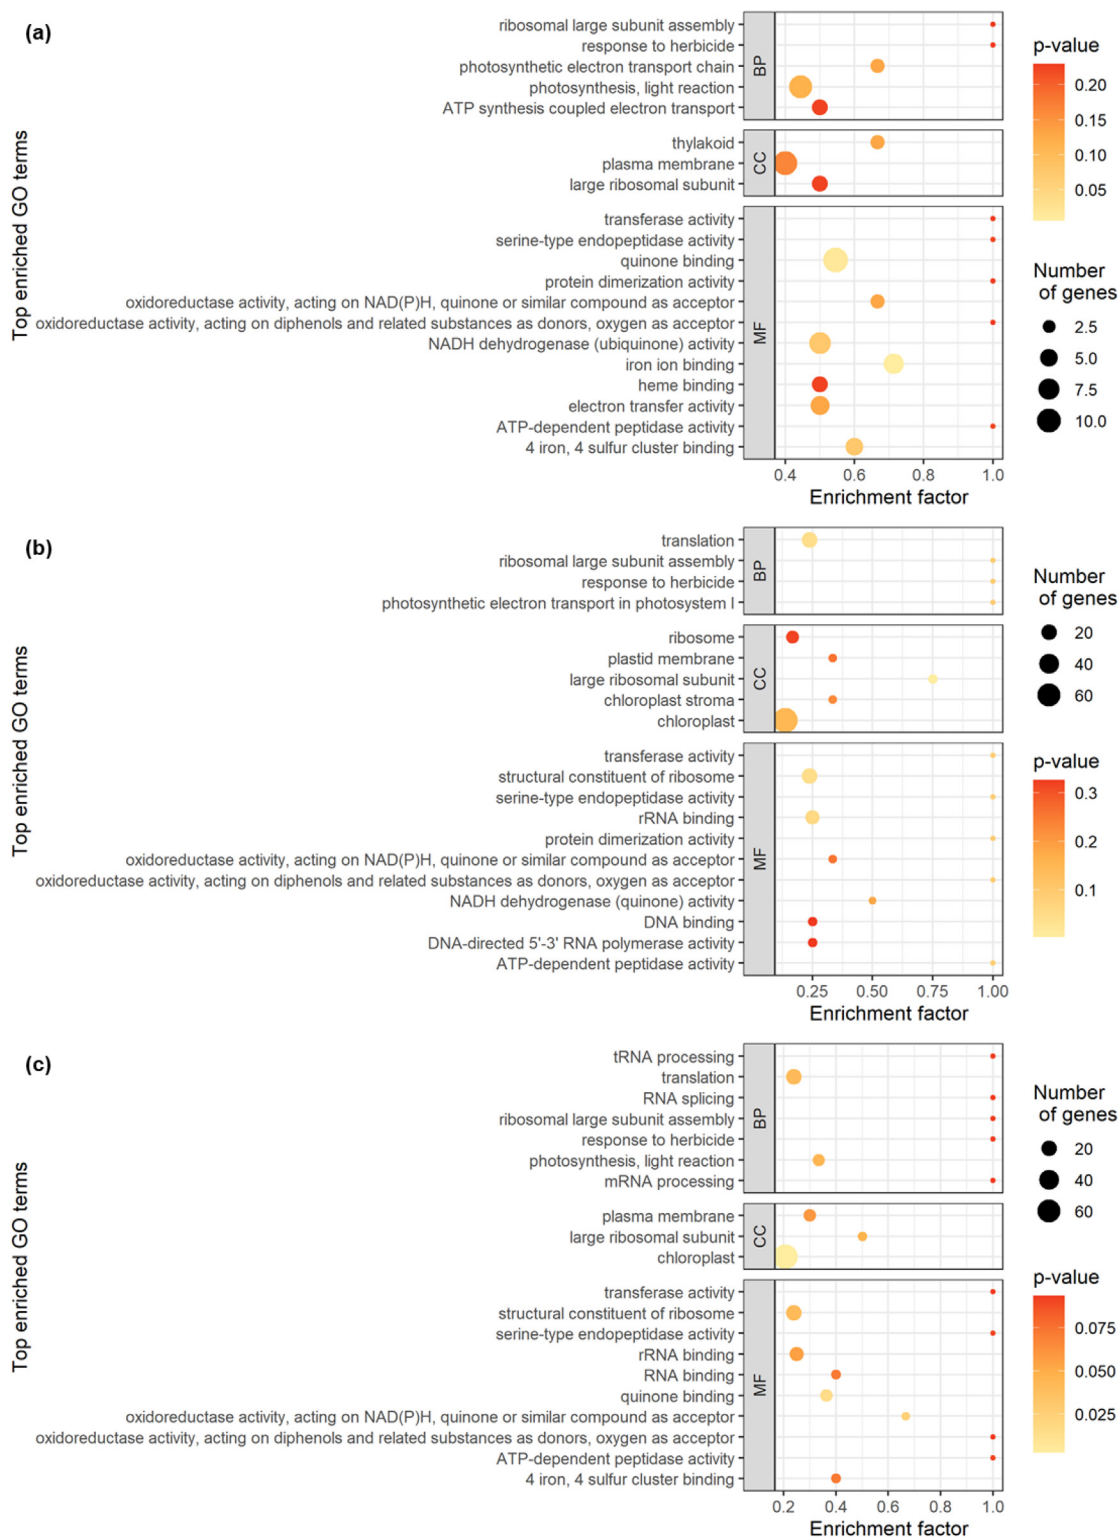 (a)
Top enriched GO terms
ribosomal large subunit assembly
response to herbicide
photosynthetic electron transport chain
photosynthesis, light reaction
ATP synthesis coupled electron transport
BP
thylakoid
plasma membrane
large ribosomal subunit
CC
transferase activity
serine-type endopeptidase activity
quinone binding
protein dimerization activity
oxidoreductase activity, acting on NAD(P)H, quinone or similar compound as acceptor
oxidoreductase activity, acting on diphenols and related substances as donors, oxygen as acceptor
NADH dehydrogenase (ubiquinone) activity
iron ion binding
heme binding
electron transfer activity
ATP-dependent peptidase activity
4 iron, 4 sulfur cluster binding
MF
0.4 0.6 0.8 1.0
Enrichment factor
p-value
0.20
0.15
0.10
0.05
Number
of genes
2.5
5.0
7.5
10.0
(b)
Top enriched GO terms
translation
ribosomal large subunit assembly
response to herbicide
photosynthetic electron transport in photosystem I
BP
ribosome
plastid membrane
large ribosomal subunit
chloroplast stroma
chloroplast
CC
transferase activity
structural constituent of ribosome
serine-type endopeptidase activity
rRNA binding
protein dimerization activity
oxidoreductase activity, acting on NAD(P)H, quinone or similar compound as acceptor
oxidoreductase activity, acting on diphenols and related substances as donors, oxygen as acceptor
NADH dehydrogenase (quinone) activity
DNA binding
DNA-directed 5'-3' RNA polymerase activity
ATP-dependent peptidase activity
MF
0.25 0.50 0.75 1.00
Enrichment factor
Number
of genes
20
40
60
p-value
0.3
0.2
0.1
(c)
Top enriched GO terms
tRNA processing
translation
RNA splicing
ribosomal large subunit assembly
response to herbicide
photosynthesis, light reaction
mRNA processing
BP
plasma membrane
large ribosomal subunit
chloroplast
CC
transferase activity
structural constituent of ribosome
serine-type endopeptidase activity
rRNA binding
RNA binding
quinone binding
oxidoreductase activity, acting on NAD(P)H, quinone or similar compound as acceptor
oxidoreductase activity, acting on diphenols and related substances as donors, oxygen as acceptor
ATP-dependent peptidase activity
4 iron, 4 sulfur cluster binding
MF
0.2 0.4 0.6 0.8 1.0
Enrichment factor
Number
of genes
20
40
60
p-value
0.075
0.050
0.025